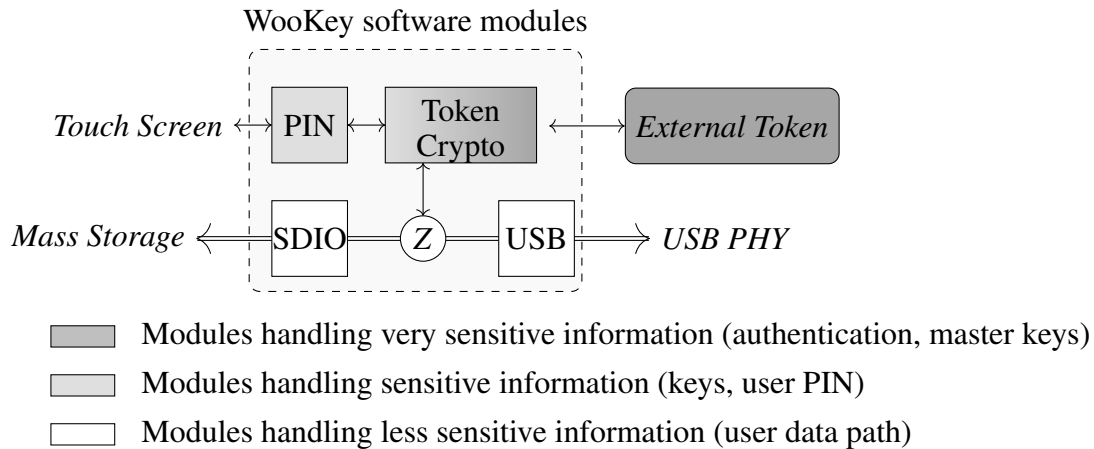 WooKey software modules
Touch Screen PIN Token Crypto External Token
Mass Storage SDIO Z USB USB PHY
Modules handling very sensitive information (authentication, master keys)
Modules handling sensitive information (keys, user PIN)
Modules handling less sensitive information (user data path)